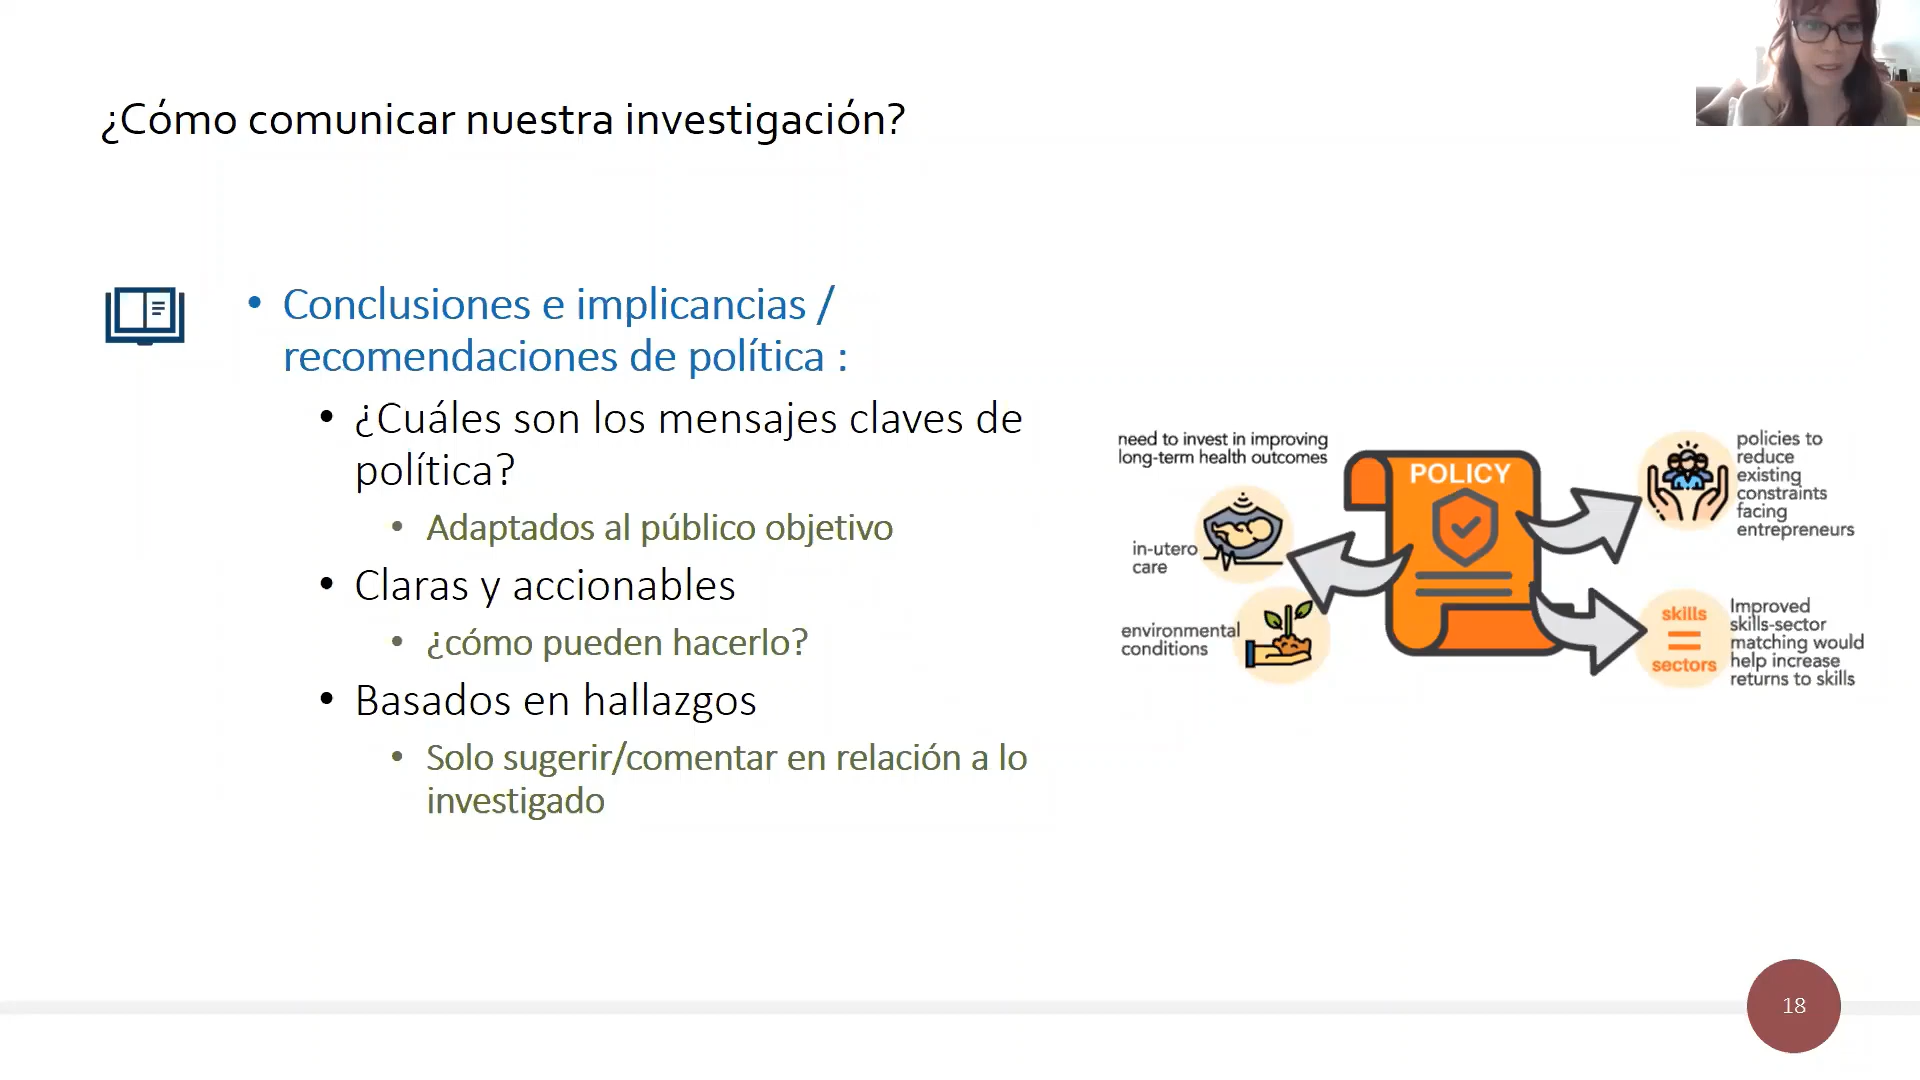 ¿Cómo comunicar nuestra investigación?
• Conclusiones e implicancias /
recomendaciones de política :
• ¿Cuáles son los mensajes claves de
política?
• Adaptados al público objetivo
• Claras y accionables
• ¿cómo pueden hacerlo?
• Basados en hallazgos
• Solo sugerir/comentar en relación a lo
investigado
need to invest in improving
long-term health outcomes
in-utero
care
environmental
conditions
POLICY
policies to
reduce
existing
constraints
facing
entrepreneurs
skills
=
sectors
Improved
skills-sector
matching would
help increase
returns to skills
18